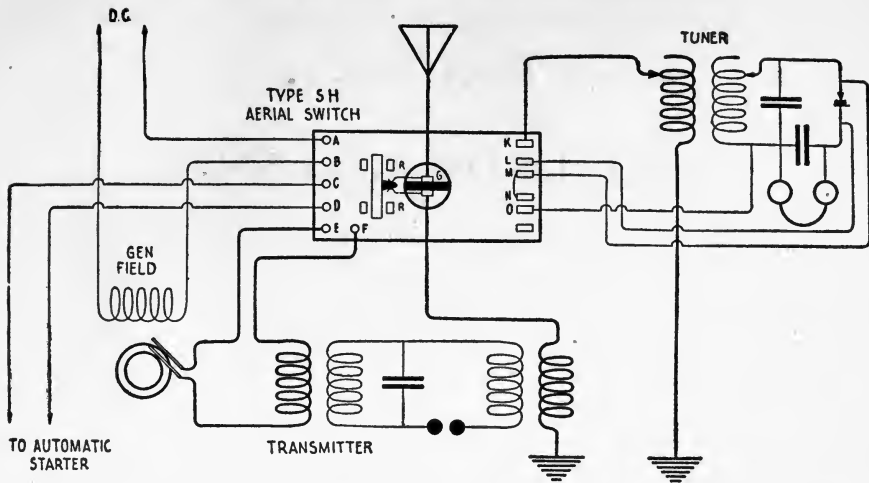 D.C.
TUNER
TYPE SH
AERIAL SWITCH
A
B
C
D
E
F
R
R
G
K
L
M
N
O
GEN
FIELD
TRANSMITTER
TO AUTOMATIC
STARTER